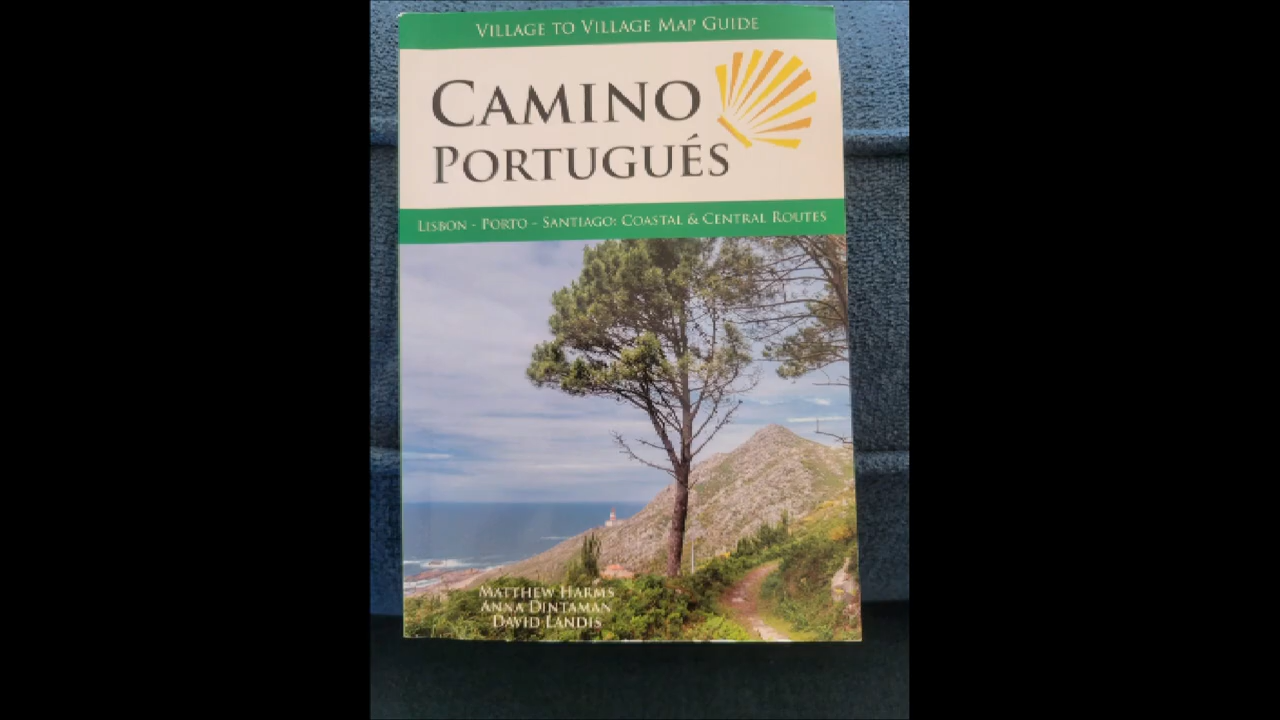 VILLAGE TO VILLAGE MAP GUIDE
CAMINO
PORTUGUÉS
LISBON - PORTO - SANTIAGO: COASTAL & CENTRAL ROUTES
MATTHEW HARMS
ANNA DINTAMAN
DAVID LANDIS